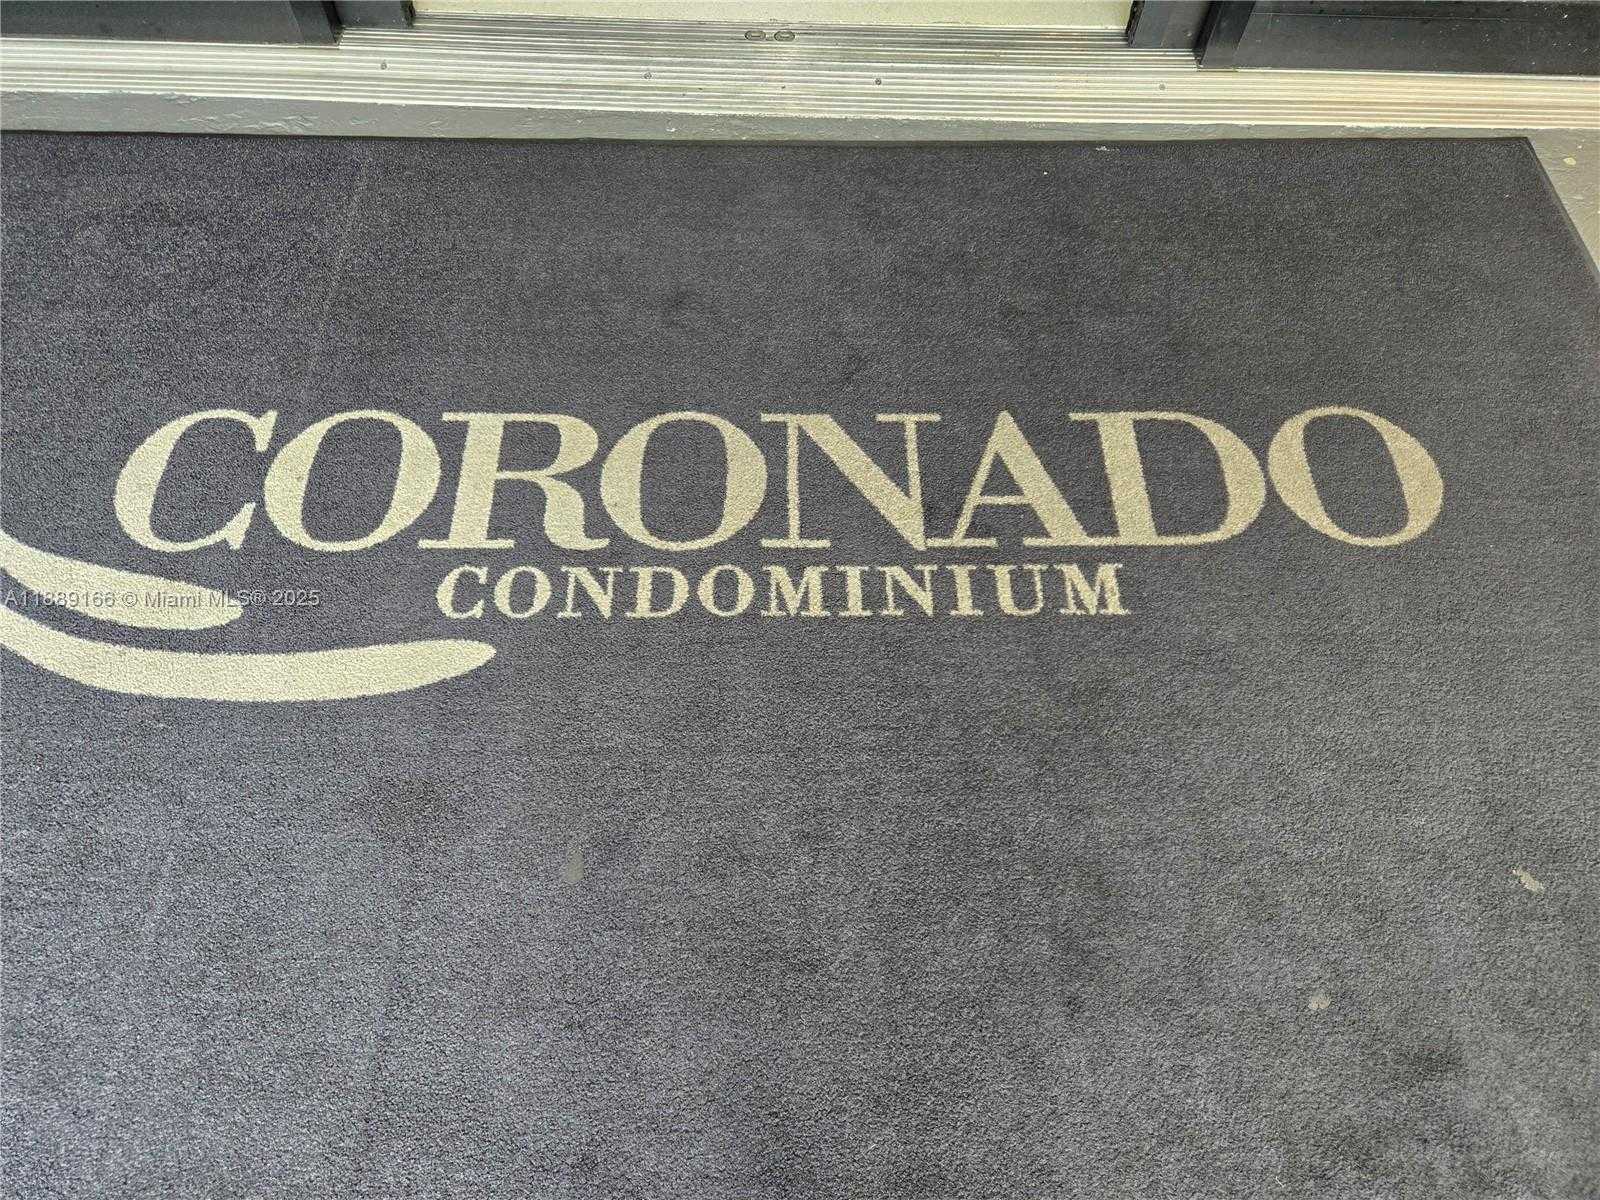 CORONADO
CONDOMINIUM
A11889166 © Miami MLS® 2025